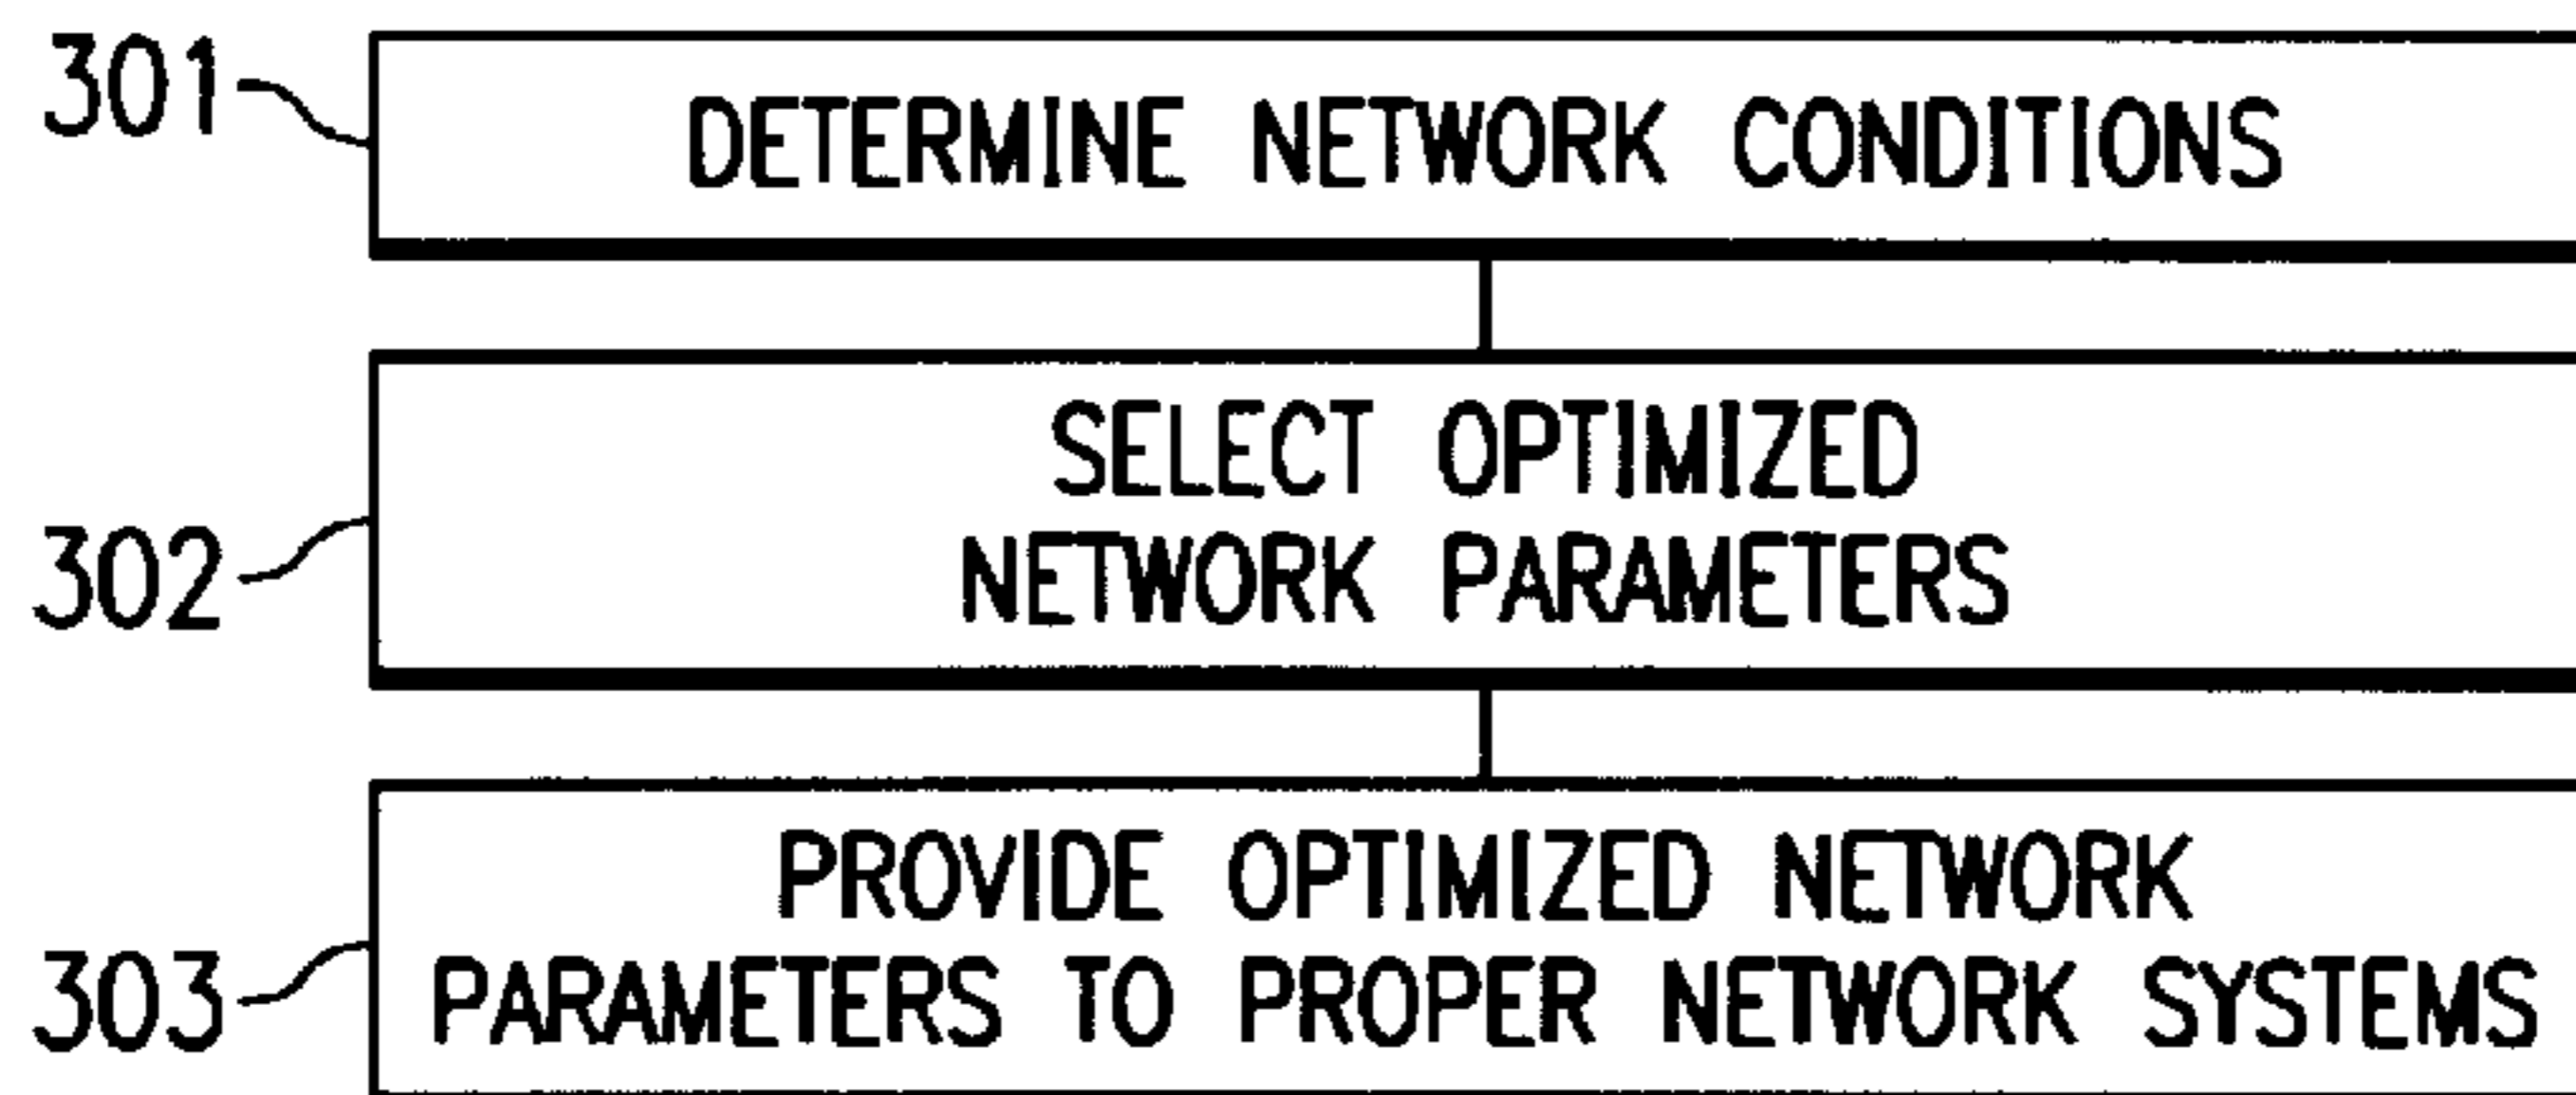 301
DETERMINE NETWORK CONDITIONS
302
SELECT OPTIMIZED
NETWORK PARAMETERS
303
PROVIDE OPTIMIZED NETWORK
PARAMETERS TO PROPER NETWORK SYSTEMS